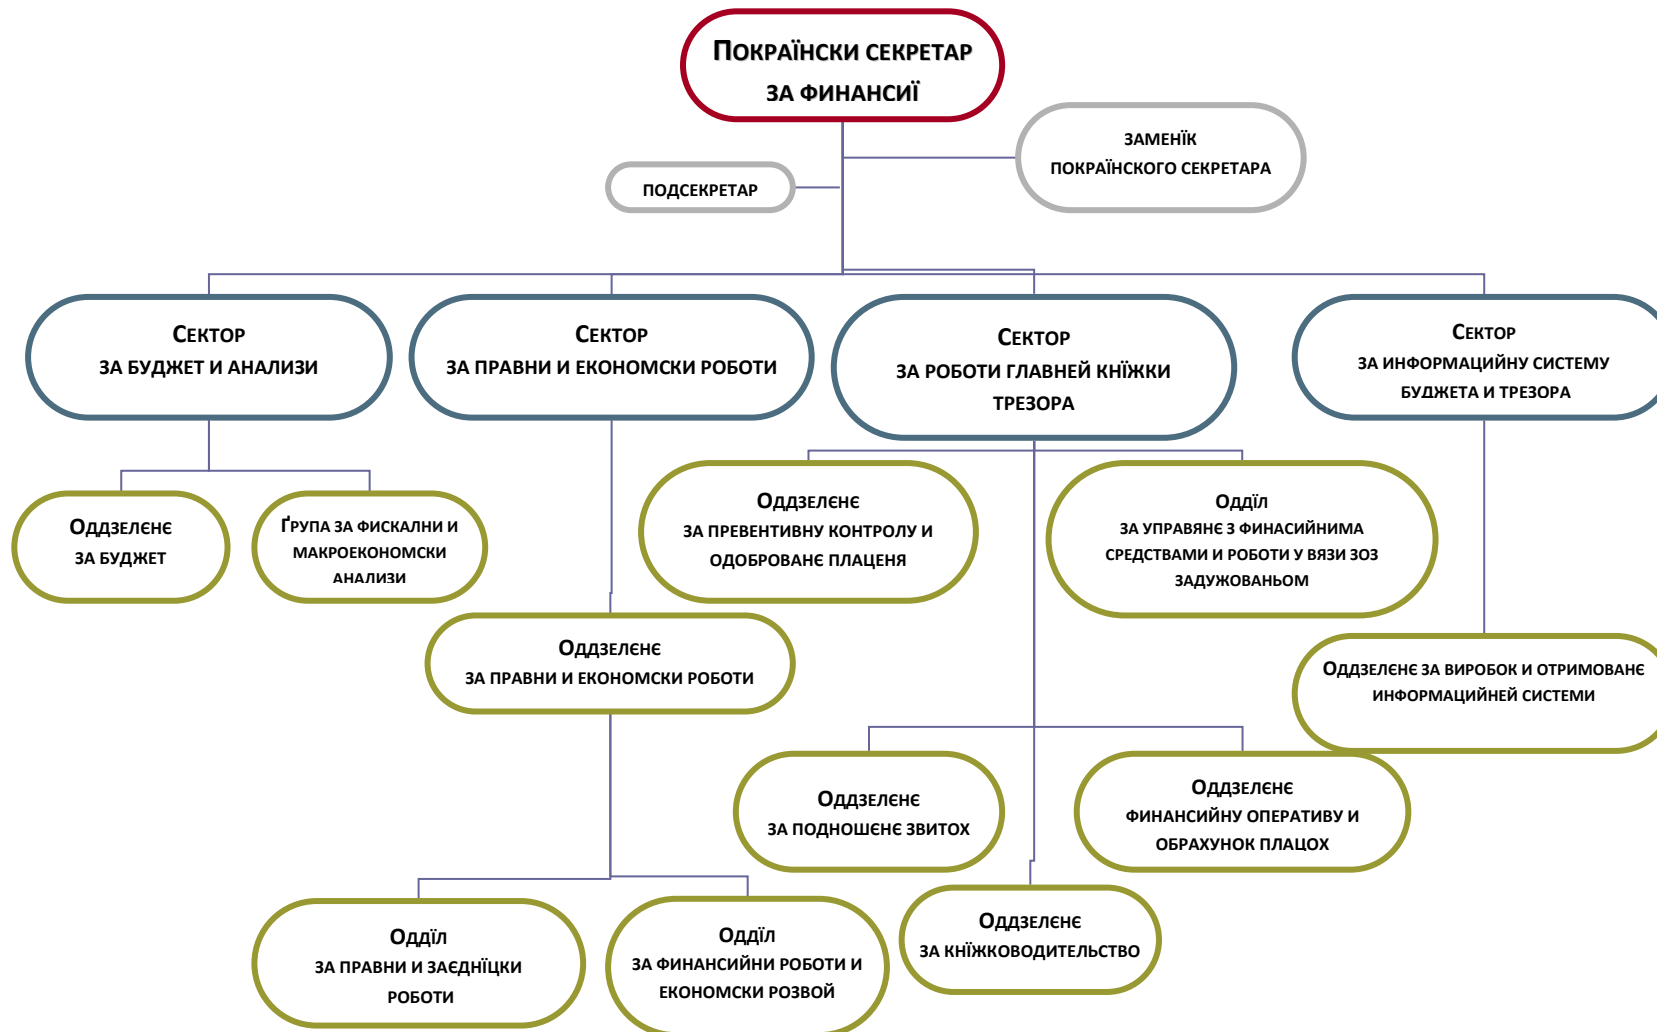 ПОКРАЇНСКИ СЕКРЕТАР
ЗА ФИНАНСИЇ
ЗАМЕНЇК
ПОКРАЇНСКОГО СЕКРЕТАРА
ПОДСЕКРЕТАР
СЕКТОР
ЗА БУДЖЕТ И АНАЛИЗИ
СЕКТОР
ЗА ПРАВНИ И ЕКОНОМСКИ РОБОТИ
СЕКТОР
ЗА РОБОТИ ГЛАВНЕЙ КНЇЖКИ
ТРЕЗОРА
СЕКТОР
ЗА ИНФОРМАЦИЙНУ СИСТЕМУ
БУДЖЕТА И ТРЕЗОРА
ОДДЗЕЛЄНЄ
ЗА БУДЖЕТ
ҐРУПА ЗА ФИСКАЛНИ И
МАКРОЕКОНОМСКИ
АНАЛИЗИ
ОДДЗЕЛЄНЄ
ЗА ПРЕВЕНТИВНУ КОНТРОЛУ И
ОДОБРОВАНЄ ПЛАЦЕНЯ
ОДДЇЛ
ЗА УПРАВЯНЄ З ФИНАСИЙНИМА
СРЕДСТВАМИ И РОБОТИ У ВЯЗИ ЗОЗ
ЗАДУЖОВАНЬОМ
ОДДЗЕЛЄНЄ
ЗА ПРАВНИ И ЕКОНОМСКИ РОБОТИ
ОДДЗЕЛЄНЄ ЗА ВИРОБОК И ОТРИМОВАНЄ
ИНФОРМАЦИЙНЕЙ СИСТЕМИ
ОДДЗЕЛЄНЄ
ЗА ПОДНОШЕНЄ ЗВИТОХ
ОДДЗЕЛЄНЄ
ФИНАНСИЙНУ ОПЕРАТИВУ И
ОБРАХУНОК ПЛАЦОХ
ОДДЇЛ
ЗА ПРАВНИ И ЗАЄДНЇЦКИ
РОБОТИ
ОДДЇЛ
ЗА ФИНАНСИЙНИ РОБОТИ И
ЕКОНОМСКИ РОЗВОЙ
ОДДЗЕЛЄНЄ
ЗА КНЇЖКОВОДИТЕЛЬСТВО